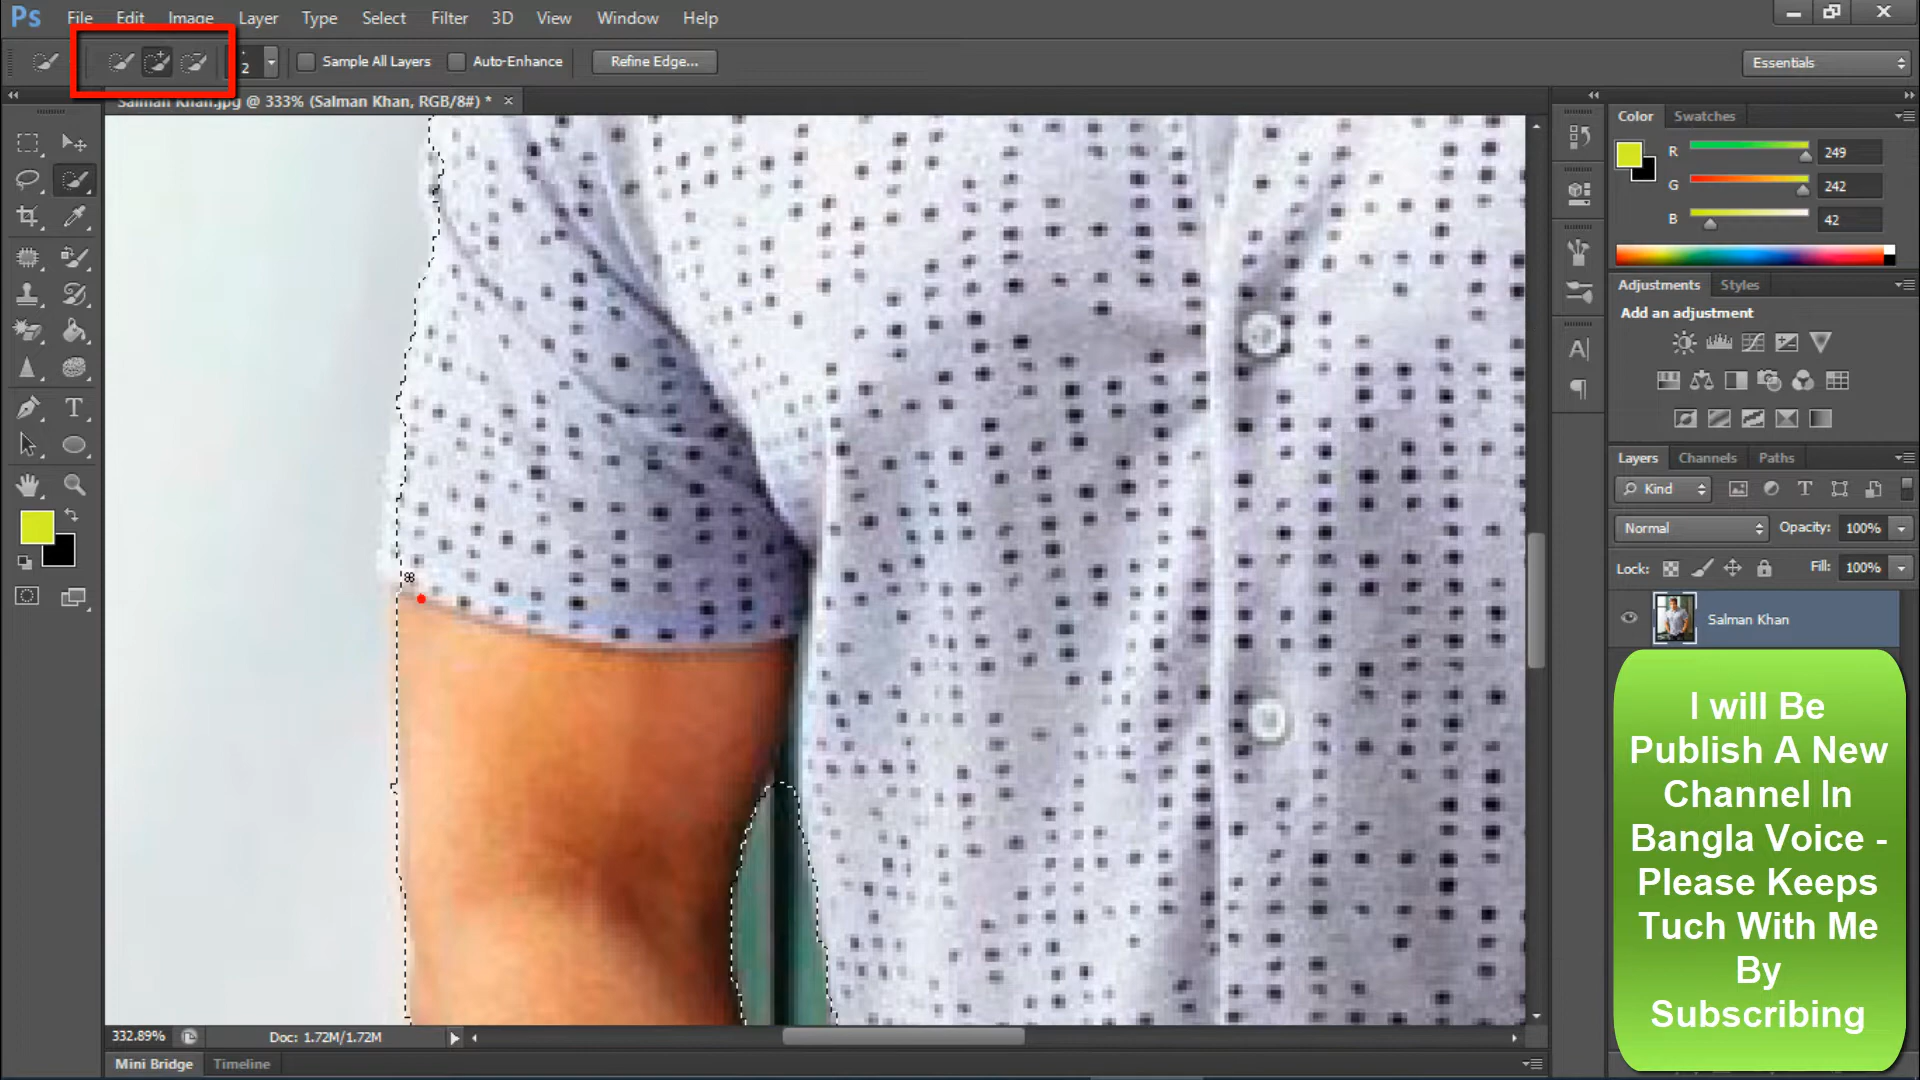 Ps File Edit Image Layer Type Select Filter 3D View Window Help
2 Sample All Layers Auto-Enhance Refine Edge... Essentials
Salman Khan.jpg @ 333% (Salman Khan, RGB/8#) * ×
Color Swatches
R 249
G 242
B 42
Adjustments Styles
Add an adjustment
Layers Channels Paths
Kind
Normal Opacity: 100%
Lock: Fill: 100%
Salman Khan
I will Be
Publish A New
Channel In
Bangla Voice -
Please Keeps
Tuch With Me
By
Subscribing
332.89% Doc: 1.72M/1.72M
Mini Bridge Timeline